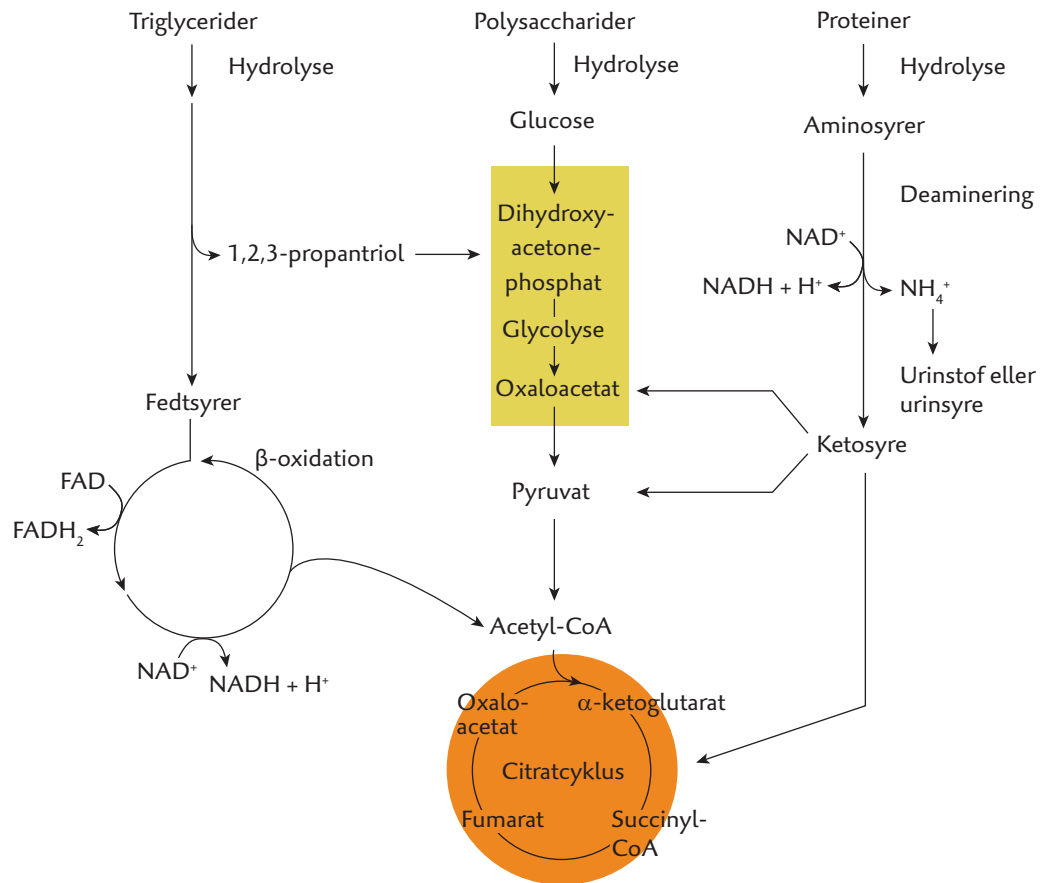 Triglycerider
Hydrolyse
1,2,3-propantriol
Fedtsyrer
β-oxidation
FAD
FADH₂
NAD⁺
NADH + H⁺
Polysaccharider
Hydrolyse
Glucose
Dihydroxy-
acetone-
phosphat
Glycolyse
Oxaloacetat
Pyruvat
Acetyl-CoA
Oxalo-
acetat
α-ketoglutarat
Citratcyklus
Fumarat
Succinyl-
CoA
Proteiner
Hydrolyse
Aminosyrer
Deaminering
NAD⁺
NADH + H⁺
NH₄⁺
Urinstof eller
urinsyre
Ketosyre